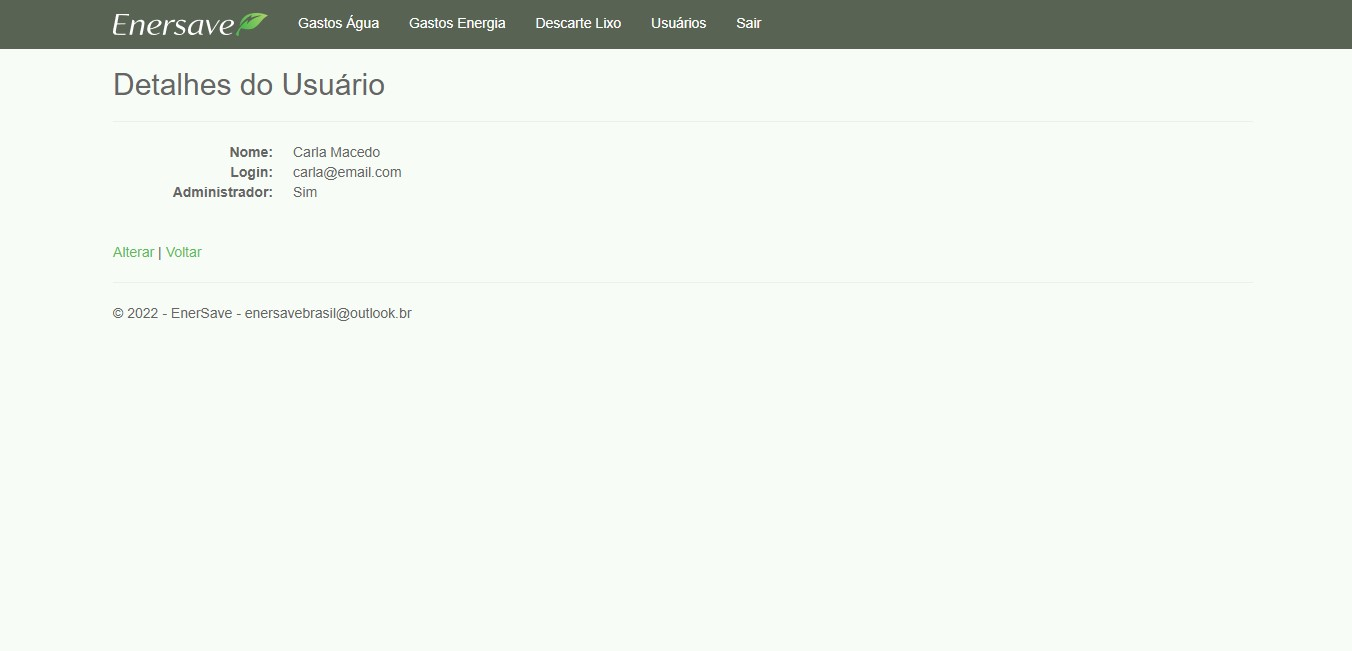 Enersave Gastos Água Gastos Energia Descarte Lixo Usuários Sair
Detalhes do Usuário
Nome: Carla Macedo
Login: carla@email.com
Administrador: Sim
Alterar | Voltar
© 2022 - EnerSave - enersavebrasil@outlook.br